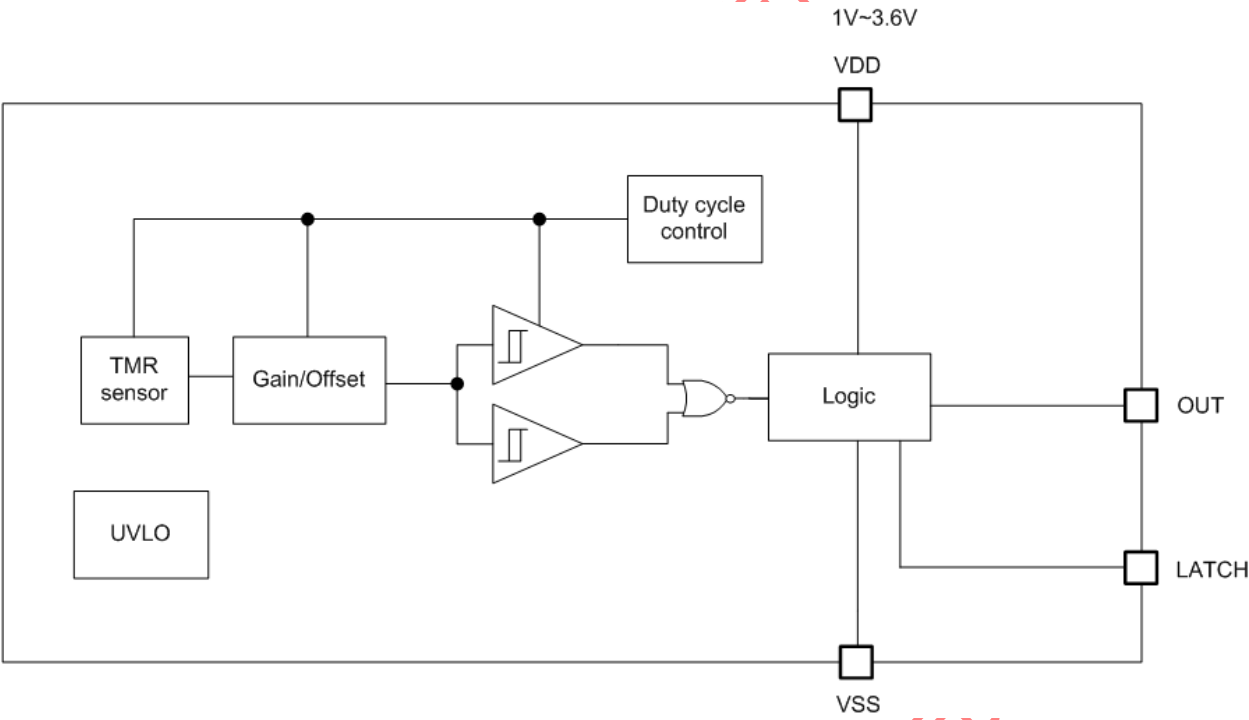 1V~3.6V
VDD
Duty cycle
control
TMR
sensor
Gain/Offset
Logic
OUT
UVLO
LATCH
VSS